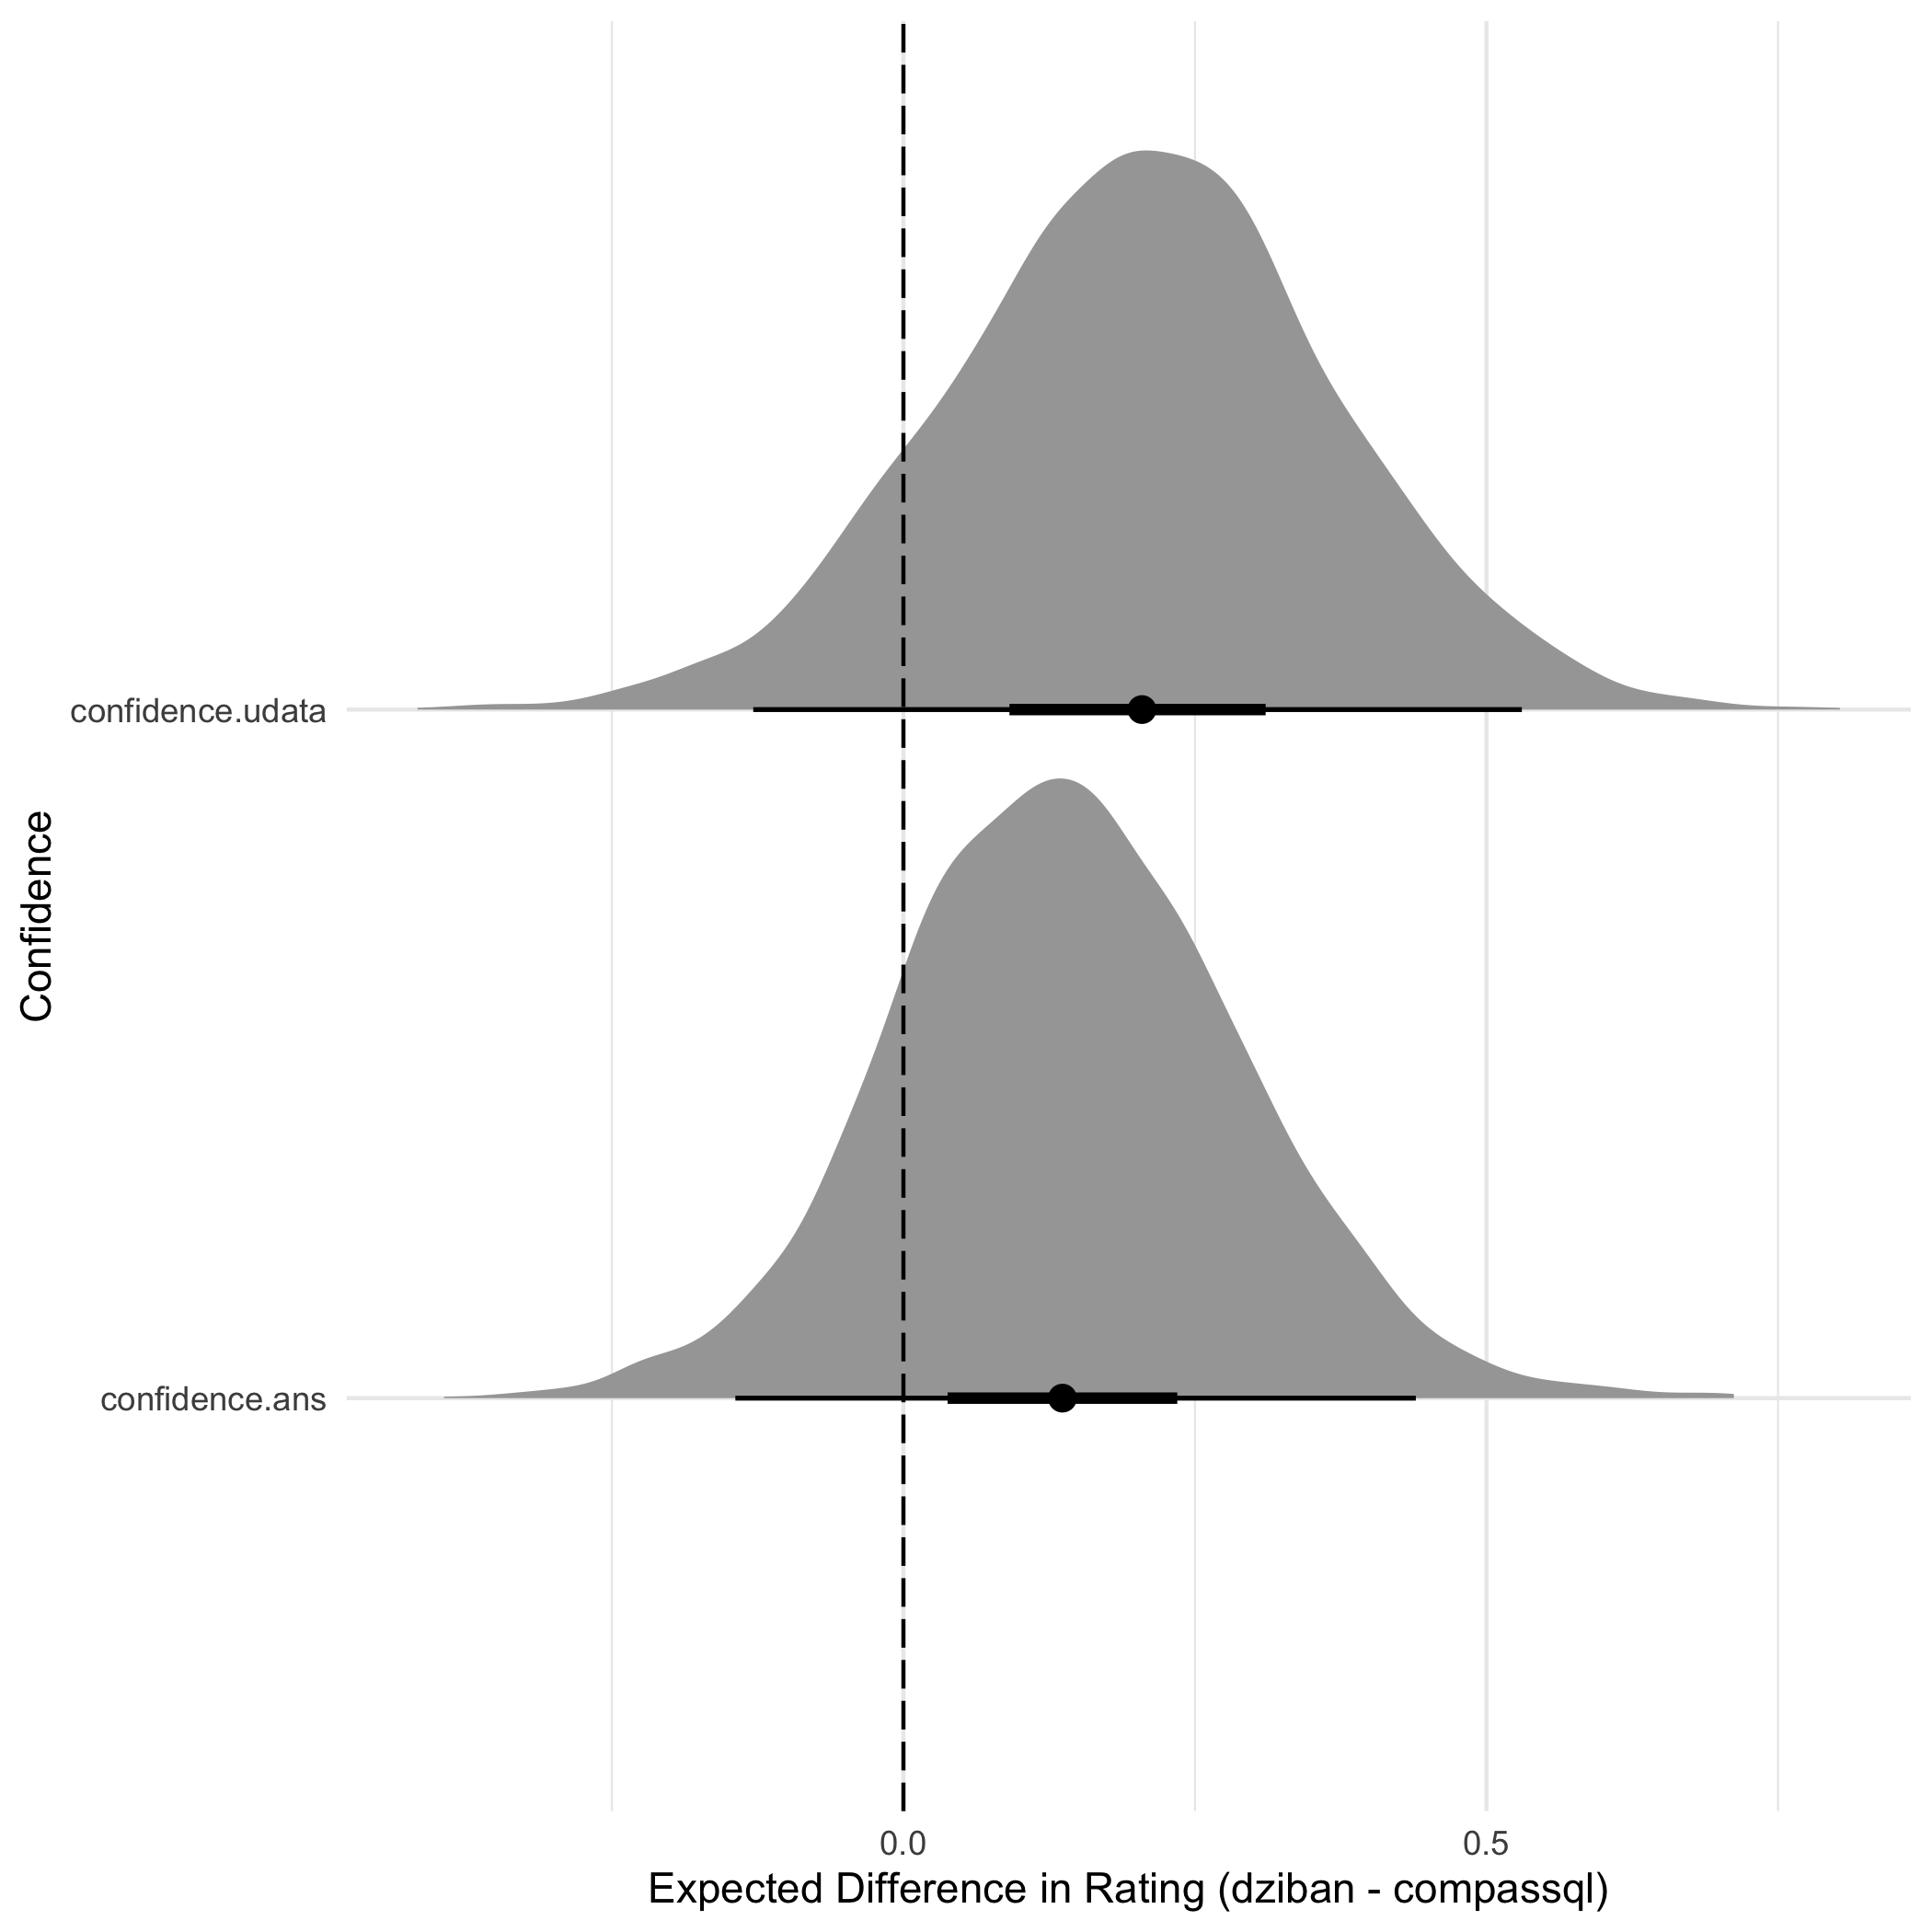 confidence.udata
Confidence
confidence.ans
0.0
0.5
Expected Difference in Rating (dziban - compassql)